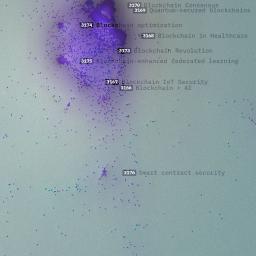 3170 Blockchain Consensus
3169 Quantum-secured blockchains
3174 Blockchain optimization
3168 Blockchain in Healthcare
3173 Blockchain Revolution
3175 Blockchain-enhanced federated learning
3167 Blockchain IoT Security
3166 Blockchain + AI
3176 Smart contract security